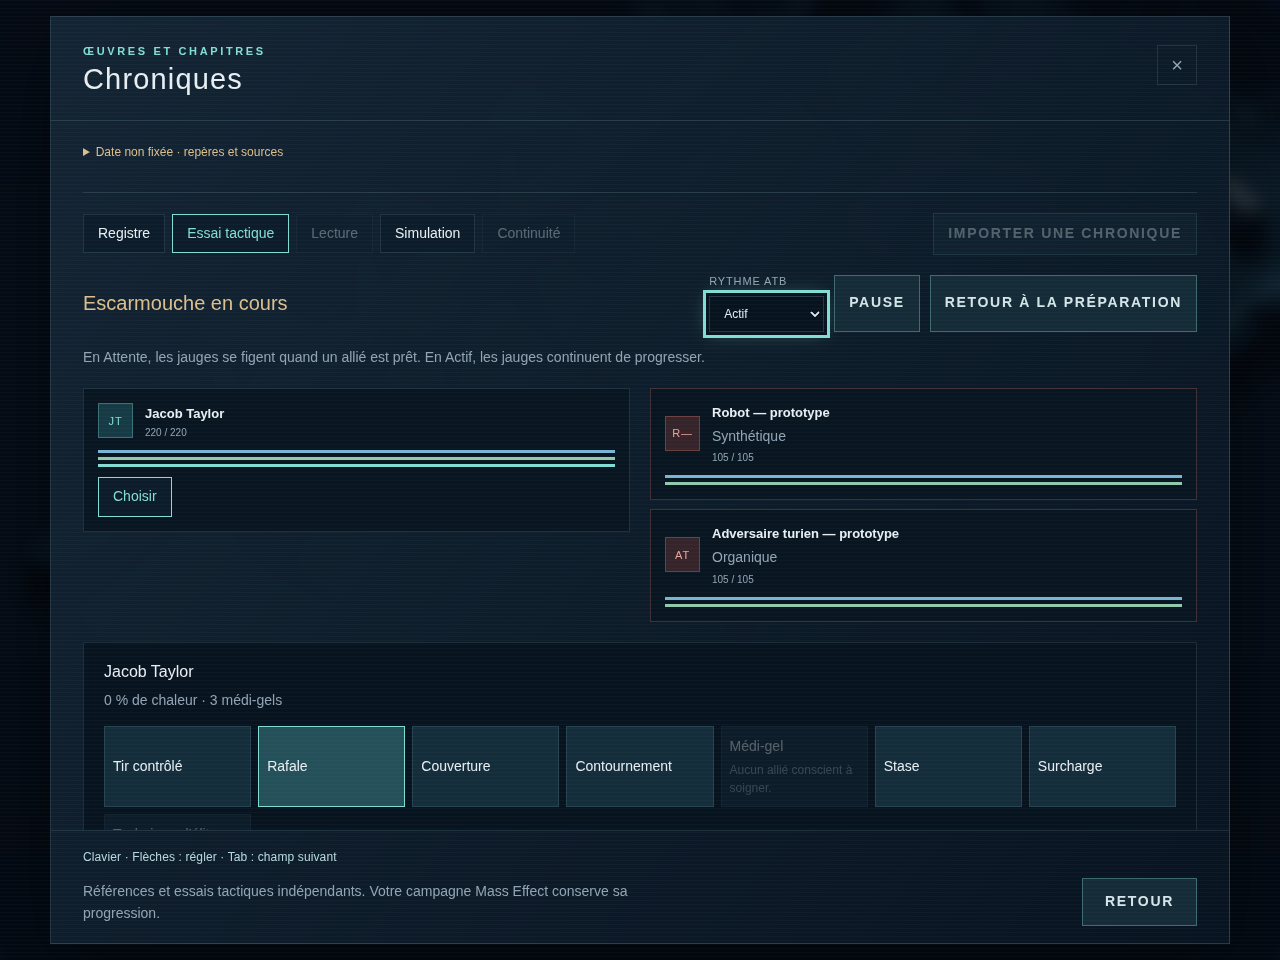 ŒUVRES ET CHAPITRES
Chroniques
×
Date non fixée · repères et sources
Registre
Essai tactique
Lecture
Simulation
Continuité
IMPORTER UNE CHRONIQUE
Escarmouche en cours
RYTHME ATB
Actif
PAUSE
RETOUR À LA PRÉPARATION
En Attente, les jauges se figent quand un allié est prêt. En Actif, les jauges continuent de progresser.
JT
Jacob Taylor
220 / 220
Choisir
R—
Robot — prototype
Synthétique
105 / 105
AT
Adversaire turien — prototype
Organique
105 / 105
Jacob Taylor
0 % de chaleur · 3 médi-gels
Tir contrôlé
Rafale
Couverture
Contournement
Médi-gel
Aucun allié conscient à
soigner.
Stase
Surcharge
Clavier · Flèches : régler · Tab : champ suivant
Références et essais tactiques indépendants. Votre campagne Mass Effect conserve sa
progression.
RETOUR